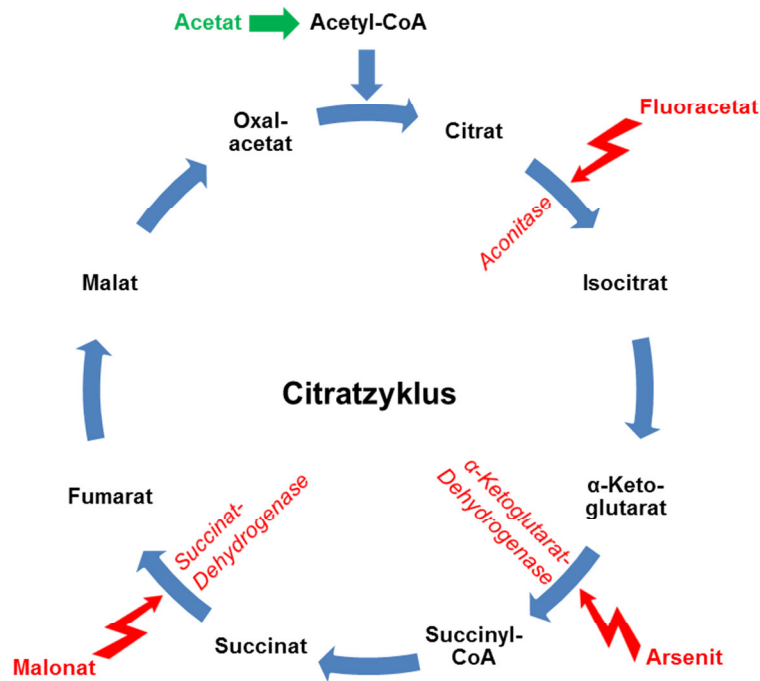 Acetat
Acetyl-CoA
Oxal-
acetat
Citrat
Fluoracetat
Aconitase
Malat
Isocitrat
Citratzyklus
Fumarat
Succinat-
Dehydrogenase
α-Ketoglutarat-
Dehydrogenase
α-Keto-
glutarat
Malonat
Succinat
Succinyl-
CoA
Arsenit